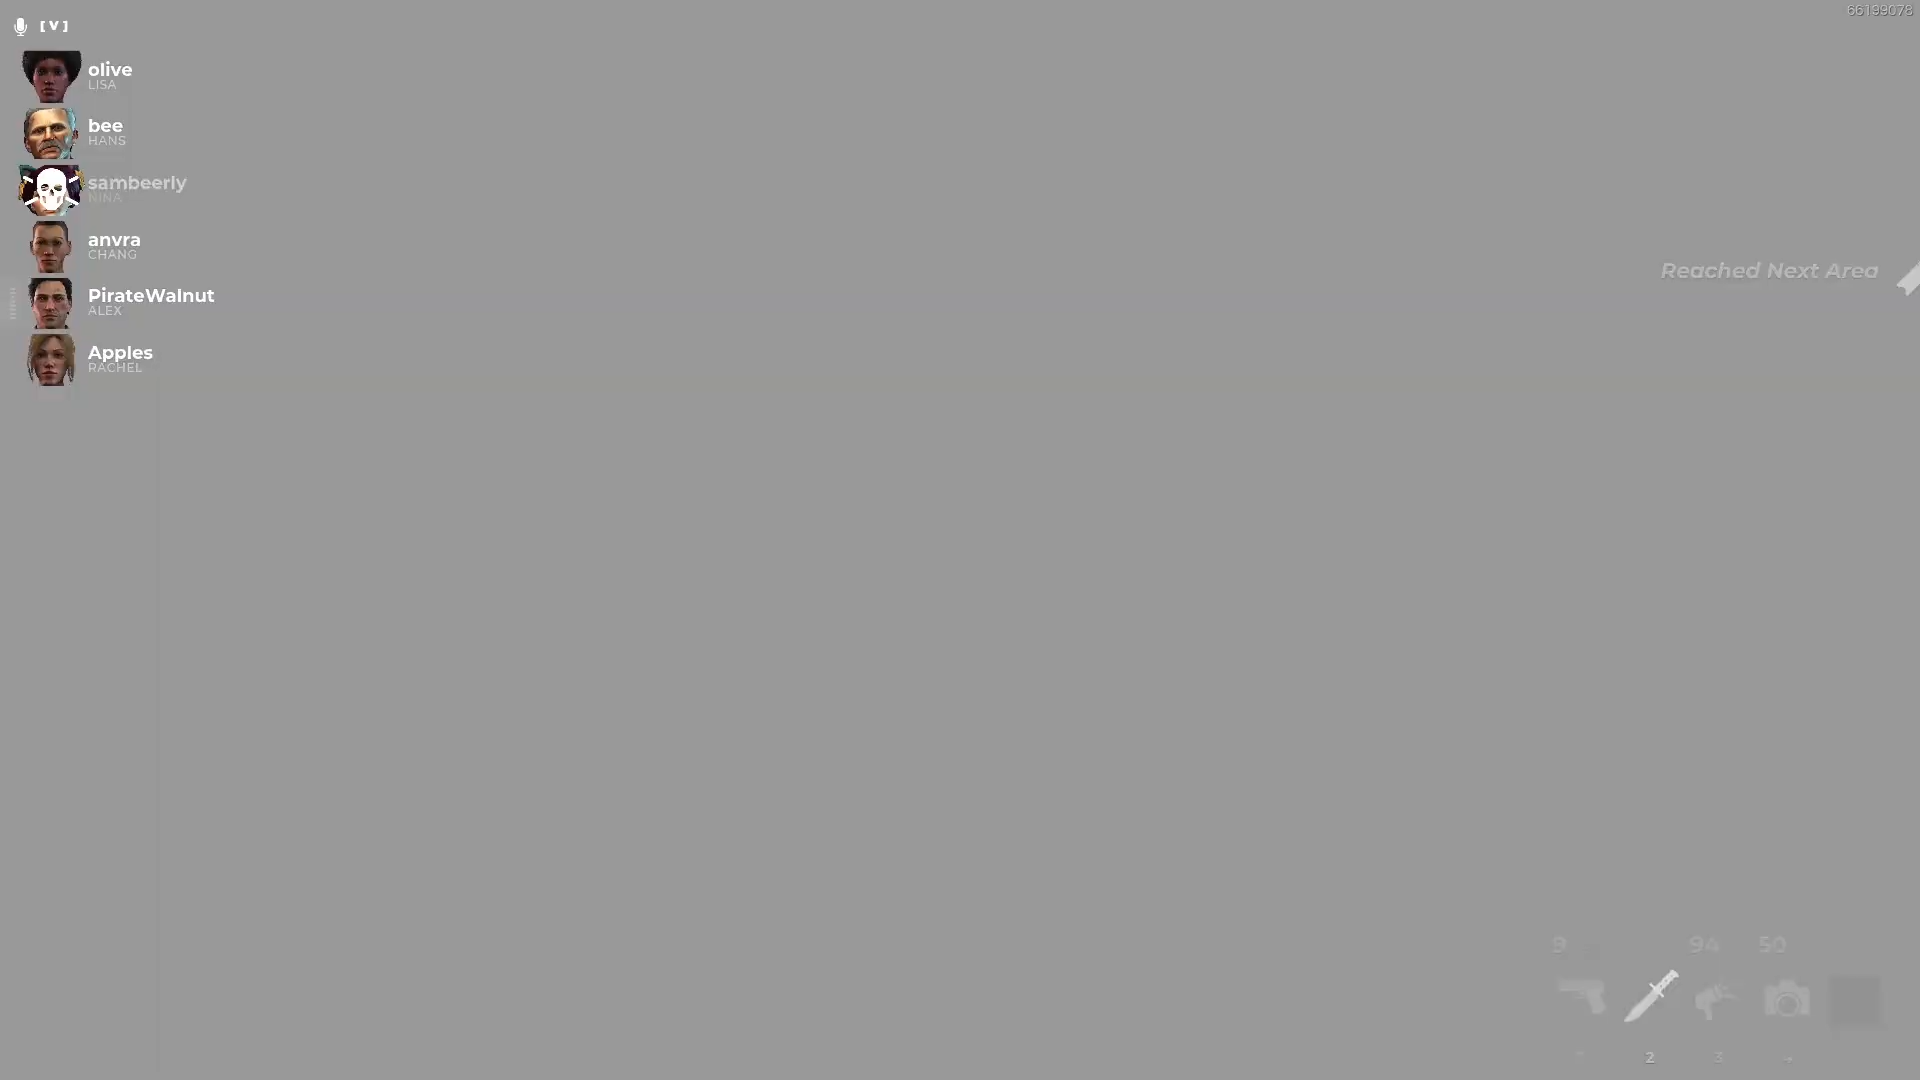 66199078
[ V ]
olive
LISA
bee
HANS
sambeerly
NINA
anvra
CHANG
PirateWalnut
ALEX
Apples
RACHEL
Reached Next Area
9 94 50
2 3